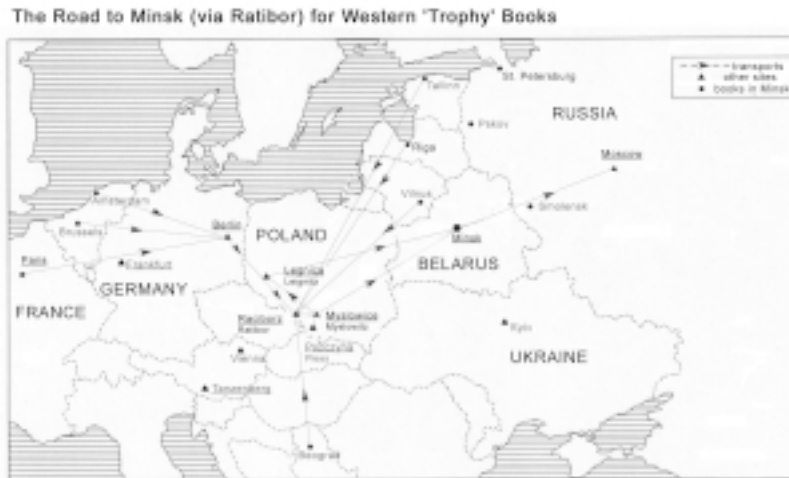 The Road to Minsk (via Ratibor) for Western 'Trophy' Books
transports
other sites
books in Minsk
St. Petersburg
Tallinn
RUSSIA
Pskov
Riga
Moscow
Vilnius
Amsterdam
Smolensk
Brussels
Berlin
POLAND
Minsk
Paris
Frankfurt
BELARUS
Legnica
Liegnitz
GERMANY
FRANCE
Racibórz
Ratibor
Mysłowice
Myslowitz
Kyiv
Pszczyna
Pless
Vienna
UKRAINE
Tanzenberg
Beograd